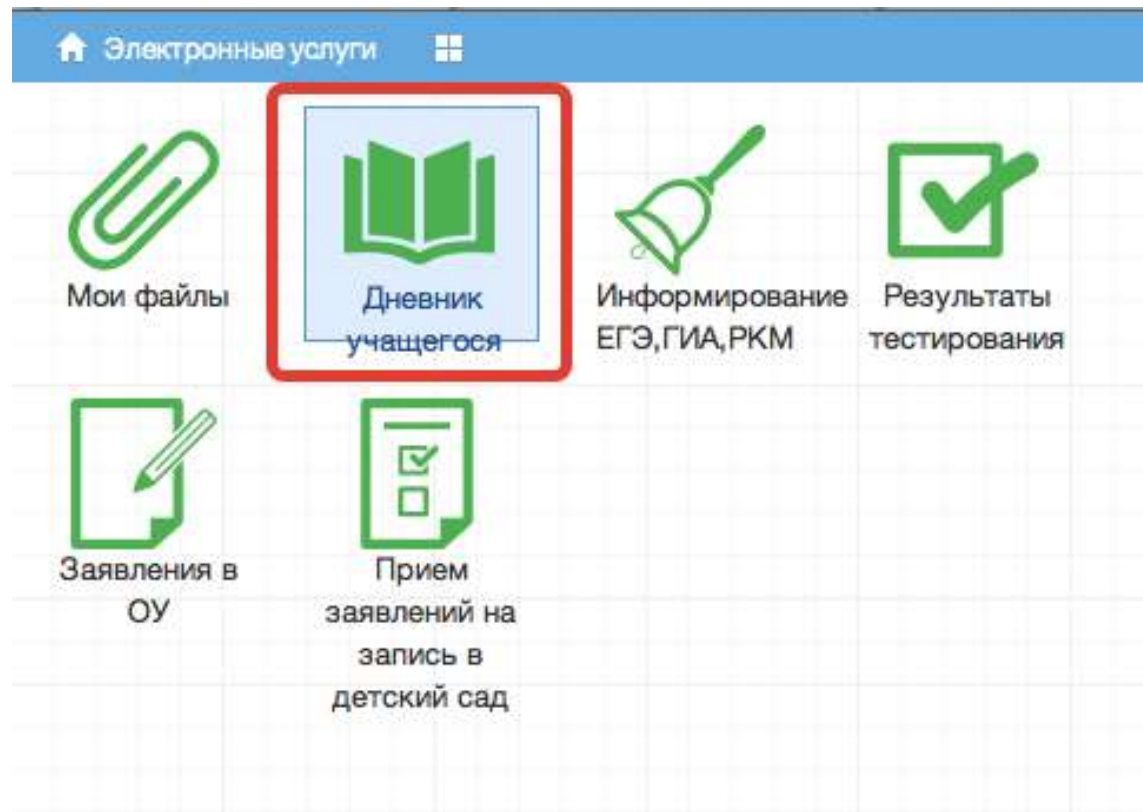 Электронные услуги
Мои файлы
Дневник
учащегося
Информирование
ЕГЭ,ГИА,РКМ
Результаты
тестирования
Заявления в
ОУ
Прием
заявлений на
запись в
детский сад